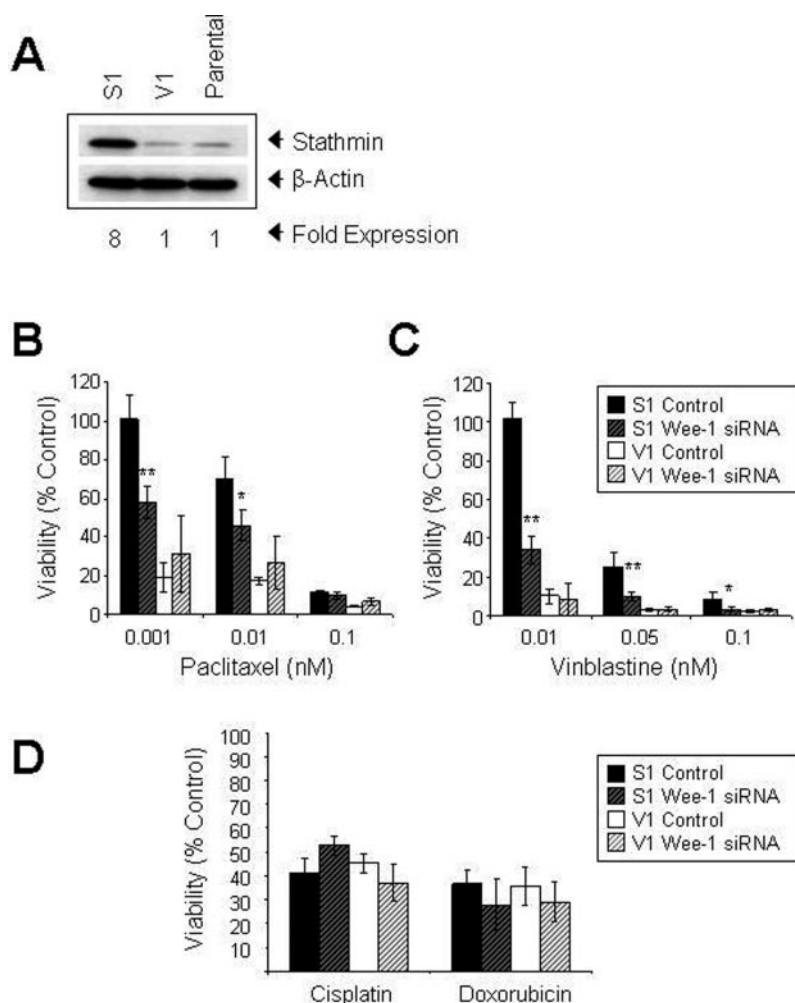 A
S1 V1 Parental
Stathmin
β-Actin
8 1 1 Fold Expression
B
Viability (% Control)
120
100
80
60
40
20
0
**
*
0.001 0.01 0.1
Paclitaxel (nM)
C
Viability (% Control)
120
100
80
60
40
20
0
**
**
*
0.01 0.05 0.1
Vinblastine (nM)
S1 Control
S1 Wee-1 siRNA
V1 Control
V1 Wee-1 siRNA
D
Viability (% Control)
100
90
80
70
60
50
40
30
20
10
Cisplatin Doxorubicin
S1 Control
S1 Wee-1 siRNA
V1 Control
V1 Wee-1 siRNA